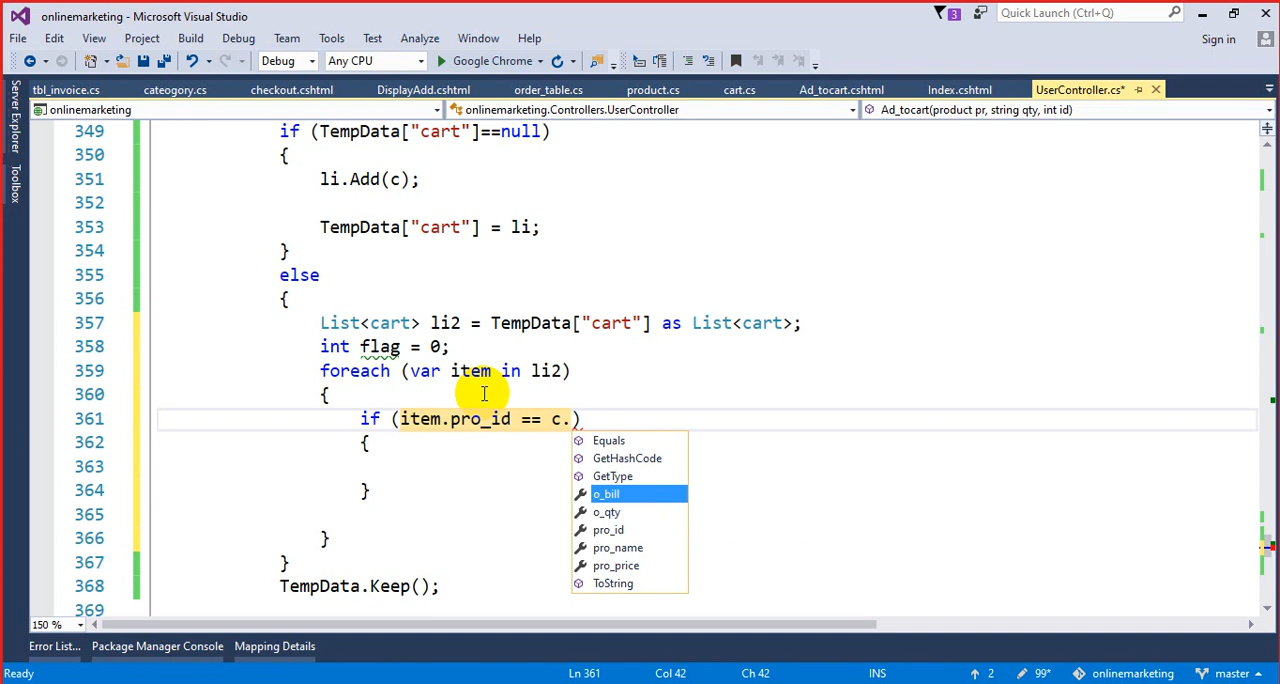 onlinemarketing - Microsoft Visual Studio
3
Quick Launch (Ctrl+Q)
File Edit View Project Build Debug Team Tools Test Analyze Window Help
Sign in
Debug Any CPU Google Chrome
Server Explorer
Toolbox
tbl_invoice.cs cateogory.cs checkout.cshtml DisplayAdd.cshtml order_table.cs product.cs cart.cs Ad_tocart.cshtml Index.cshtml UserController.cs*
onlinemarketing onlinemarketing.Controllers.UserController Ad_tocart(product pr, string qty, int id)
349 if (TempData["cart"]==null)
350 {
351 li.Add(c);
352
353 TempData["cart"] = li;
354 }
355 else
356 {
357 List<cart> li2 = TempData["cart"] as List<cart>;
358 int flag = 0;
359 foreach (var item in li2)
360 {
361 if (item.pro_id == c.)
362 {
363
364 }
365
366 }
367 }
368 TempData.Keep();
369
Equals
GetHashCode
GetType
o_bill
o_qty
pro_id
pro_name
pro_price
ToString
150 %
Error List... Package Manager Console Mapping Details
Ready Ln 361 Col 42 Ch 42 INS 2 99* onlinemarketing master